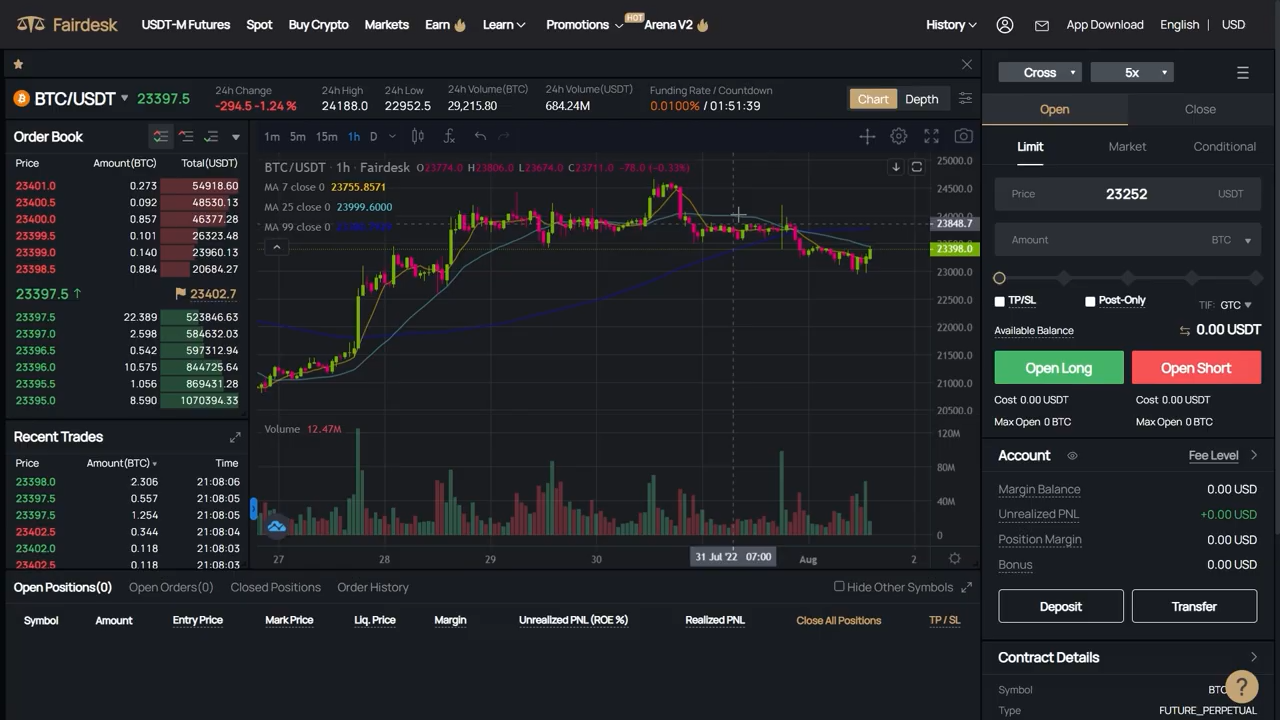 Fairdesk USDT-M Futures Spot Buy Crypto Markets Earn Learn Promotions HOT Arena V2 History App Download English USD
BTC/USDT 23397.5
24h Change
-294.5 -1.24 %
24h High
24188.0
24h Low
22952.5
24h Volume(BTC)
29,215.80
24h Volume(USDT)
684.24M
Funding Rate / Countdown
0.0100% / 01:51:39
Chart Depth
Order Book
Price Amount(BTC) Total(USDT)
23401.0 0.273 54918.60
23400.5 0.092 48530.13
23400.0 0.857 46377.28
23399.5 0.101 26323.48
23399.0 0.140 23960.13
23398.5 0.884 20684.27
23397.5 ↑ 23402.7
23397.5 22.389 523846.63
23397.0 2.598 584632.03
23396.5 0.542 597312.94
23396.0 10.575 844725.64
23395.5 1.056 869431.28
23395.0 8.590 1070394.33
Recent Trades
Price Amount(BTC) Time
23398.0 2.306 21:08:06
23397.5 0.557 21:08:05
23397.5 1.254 21:08:05
23402.5 0.344 21:08:04
23402.0 0.118 21:08:03
23402.5 0.118 21:08:03
1m 5m 15m 1h D
BTC/USDT · 1h · Fairdesk O23774.0 H23806.0 L23674.0 C23711.0 -78.0 (-0.33%)
MA 7 close 0 23755.8571
MA 25 close 0 23999.6000
MA 99 close 0
25000.0
24500.0
23848.7
23398.0
23000.0
22500.0
22000.0
21500.0
21000.0
20500.0
Volume 12.47M
120M
80M
40M
0
27 28 29 30 31 Jul '22 07:00 Aug 2
Open Positions(0) Open Orders(0) Closed Positions Order History Hide Other Symbols
Symbol Amount Entry Price Mark Price Liq. Price Margin Unrealized PNL (ROE %) Realized PNL Close All Positions TP / SL
Cross 5x
Open Close
Limit Market Conditional
Price 23252 USDT
Amount BTC
TP/SL Post-Only TIF: GTC
Available Balance 0.00 USDT
Open Long Open Short
Cost 0.00 USDT Cost 0.00 USDT
Max Open 0 BTC Max Open 0 BTC
Account Fee Level
Margin Balance 0.00 USD
Unrealized PNL +0.00 USD
Position Margin 0.00 USD
Bonus 0.00 USD
Deposit Transfer
Contract Details
Symbol
Type FUTURE_PERPETUAL
?